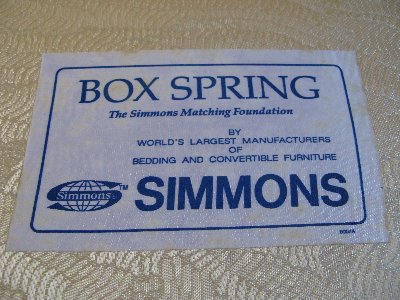 BOX SPRING
The Simmons Matching Foundation
BY
WORLD'S LARGEST MANUFACTURERS
OF
BEDDING AND CONVERTIBLE FURNITURE
Simmons TM SIMMONS